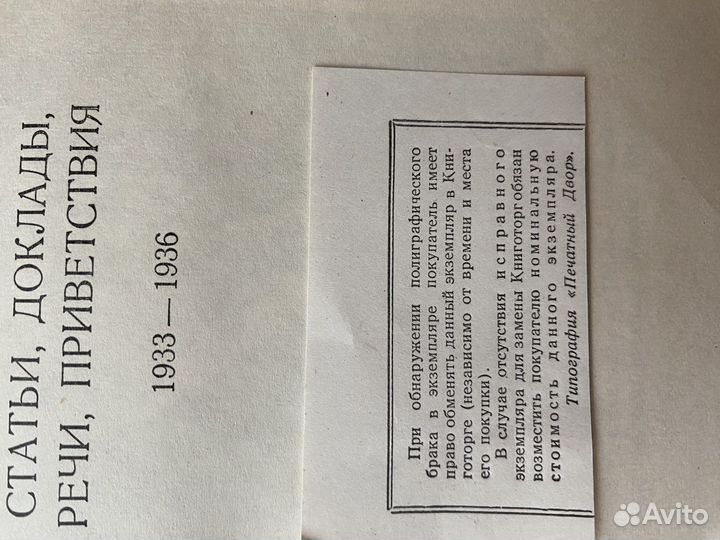 СТАТЬИ, ДОКЛАДЫ,
РЕЧИ, ПРИВЕТСТВИЯ
1933—1936
При обнаружении полиграфического
брака в экземпляре покупатель имеет
право обменять данный экземпляр в Кни-
готорге (независимо от времени и места
его покупки).
В случае отсутствия исправного
экземпляра для замены Книготорг обязан
возместить покупателю номинальную
стоимость данного экземпляра.
Типография «Печатный Двор».
Avito